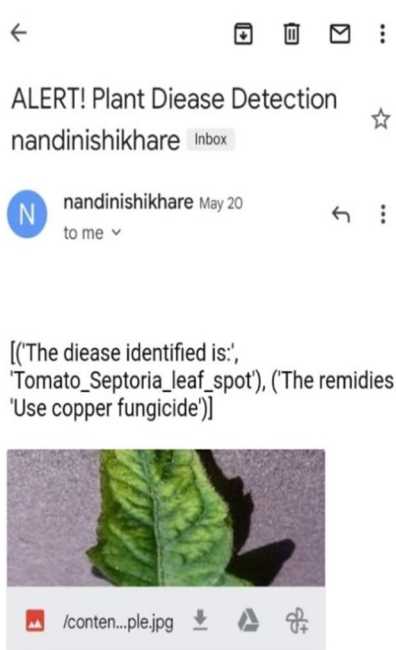 ALERT! Plant Diease Detection
nandinishikhare Inbox
N
nandinishikhare May 20
to me
[('The diease identified is:',
'Tomato_Septoria_leaf_spot'), ('The remidies
'Use copper fungicide')]
/conten...ple.jpg